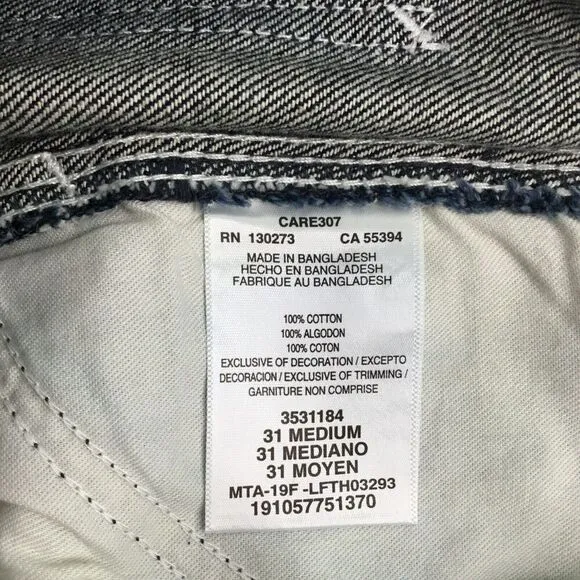 CARE307
RN 130273 CA 55394
MADE IN BANGLADESH
HECHO EN BANGLADESH
FABRIQUE AU BANGLADESH
100% COTTON
100% ALGODON
100% COTON
EXCLUSIVE OF DECORATION / EXCEPTO
DECORACION / EXCLUSIVE OF TRIMMING /
GARNITURE NON COMPRISE
3531184
31 MEDIUM
31 MEDIANO
31 MOYEN
MTA-19F -LFTH03293
191057751370